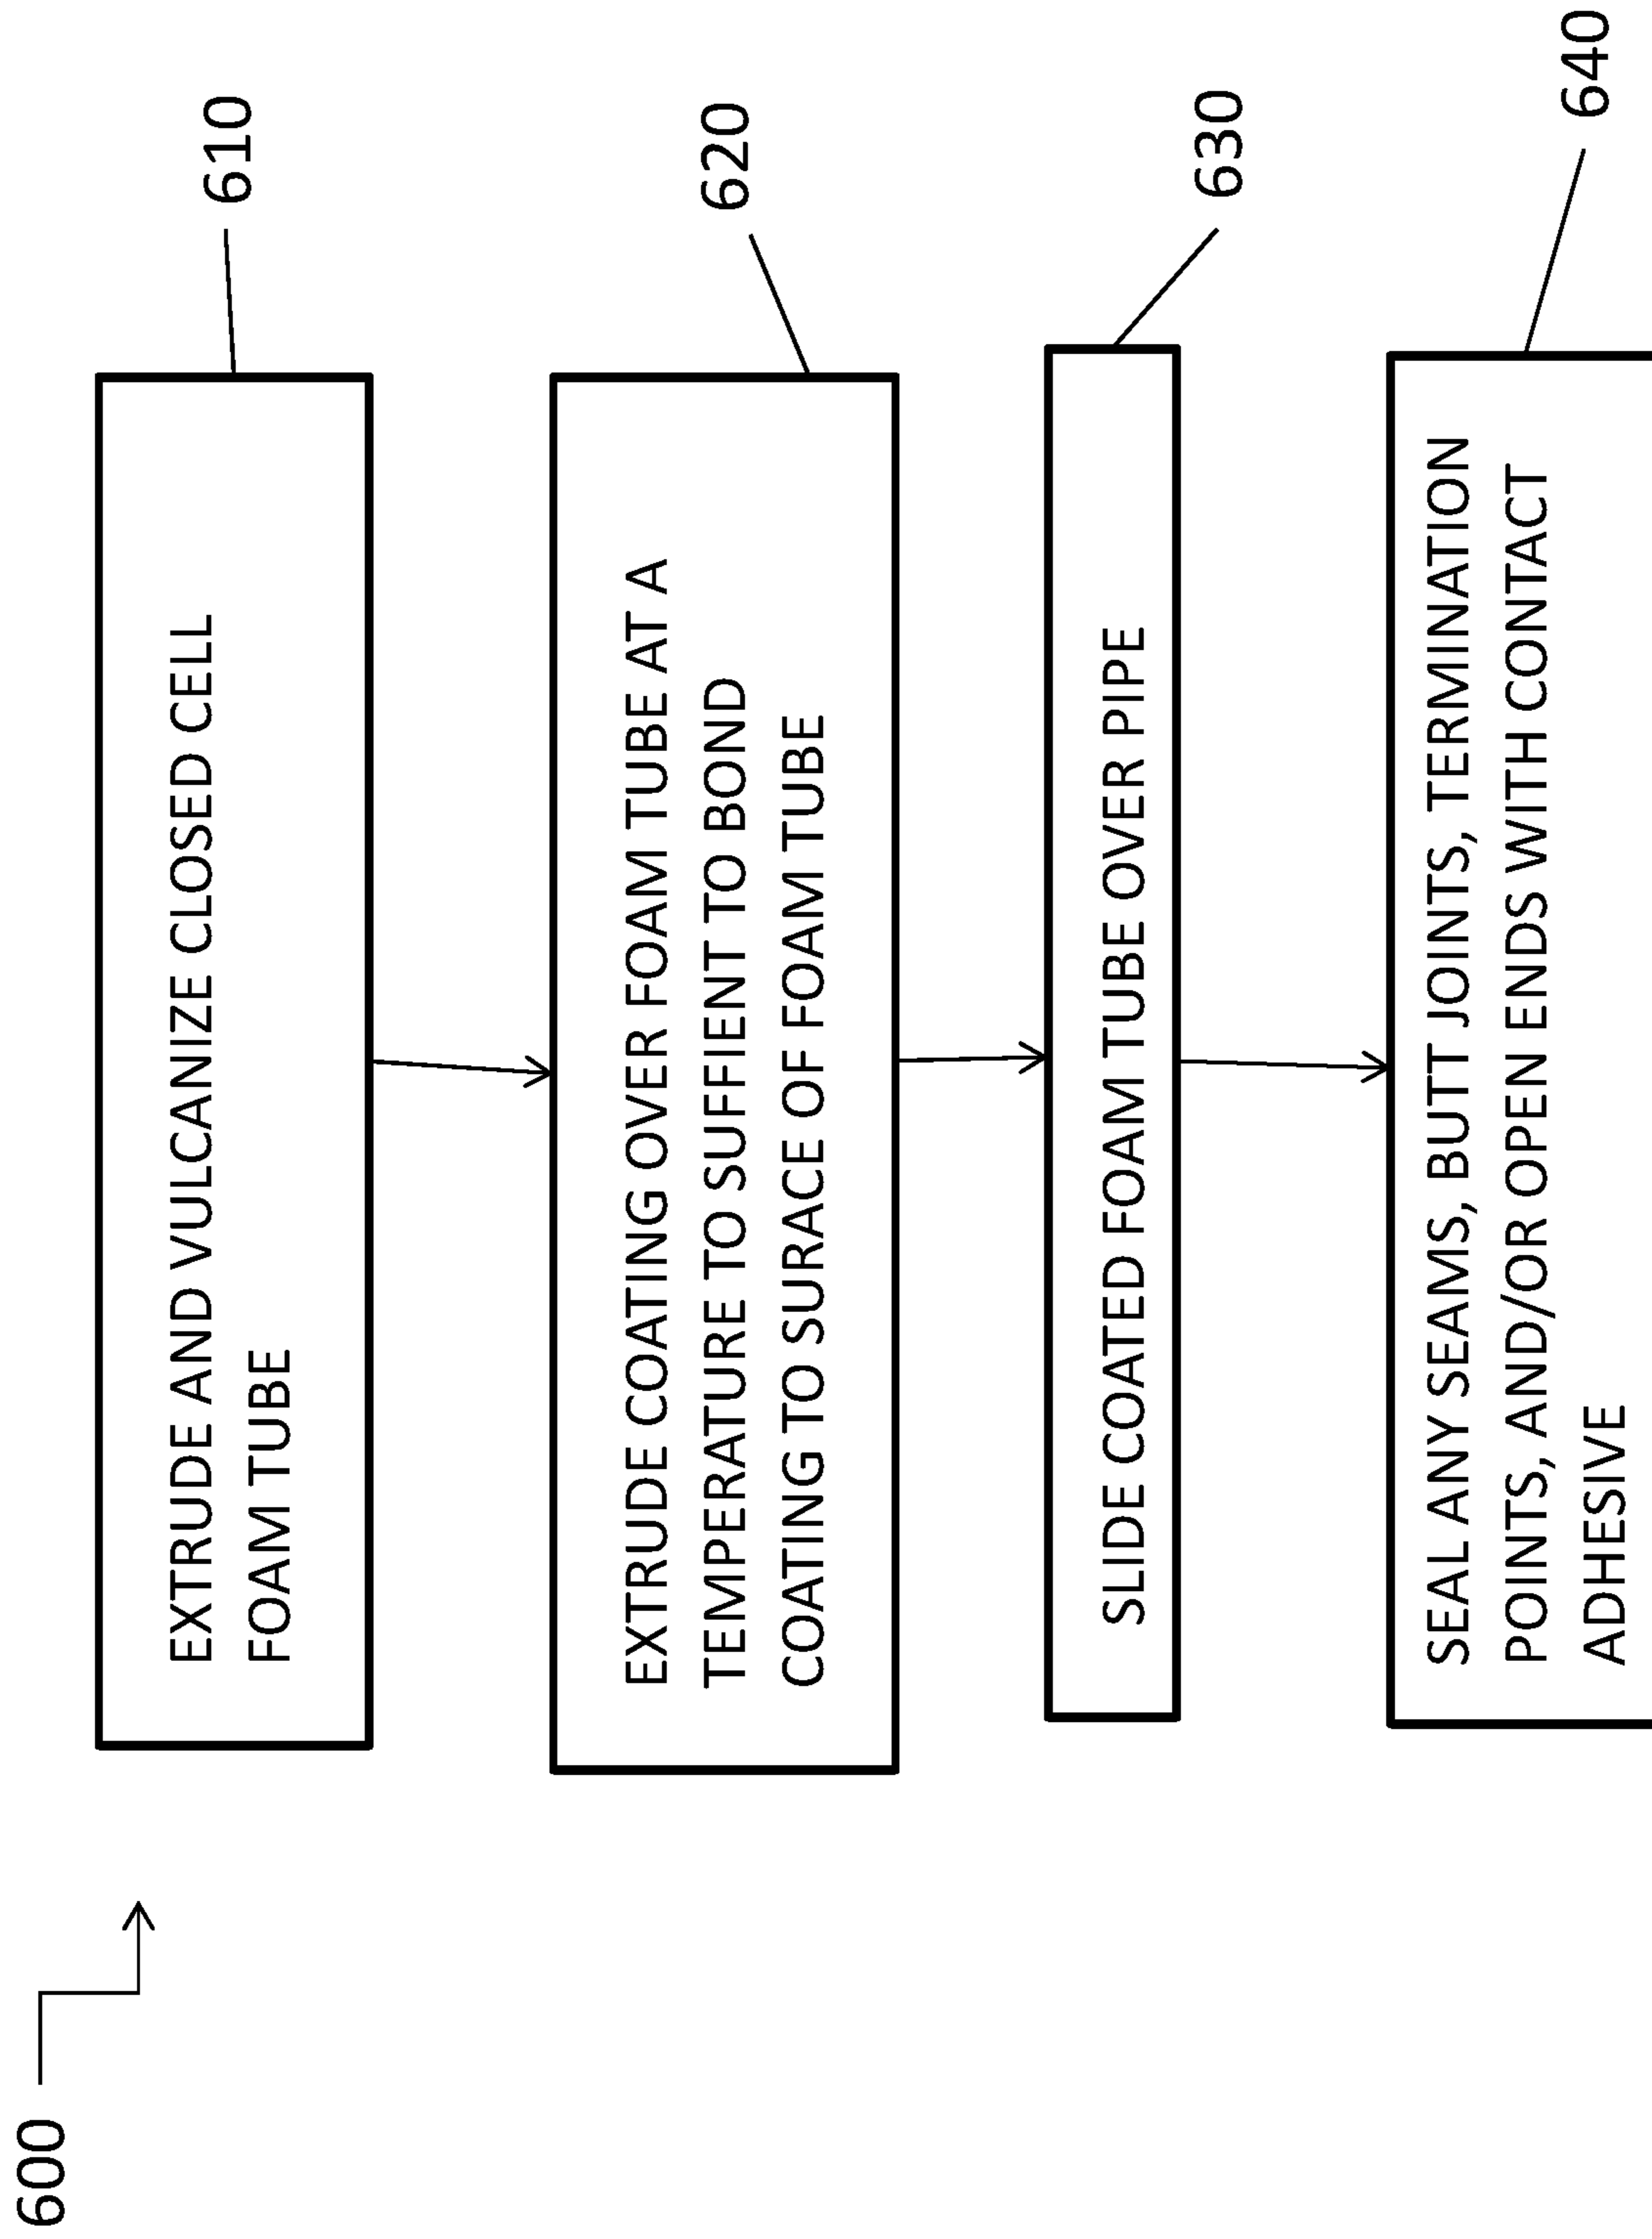 600
EXTRUDE AND VULCANIZE CLOSED CELL
FOAM TUBE
610
EXTRUDE COATING OVER FOAM TUBE AT A
TEMPERATURE TO SUFFIENT TO BOND
COATING TO SURACE OF FOAM TUBE
620
SLIDE COATED FOAM TUBE OVER PIPE
630
SEAL ANY SEAMS, BUTT JOINTS, TERMINATION
POINTS, AND/OR OPEN ENDS WITH CONTACT
ADHESIVE
640